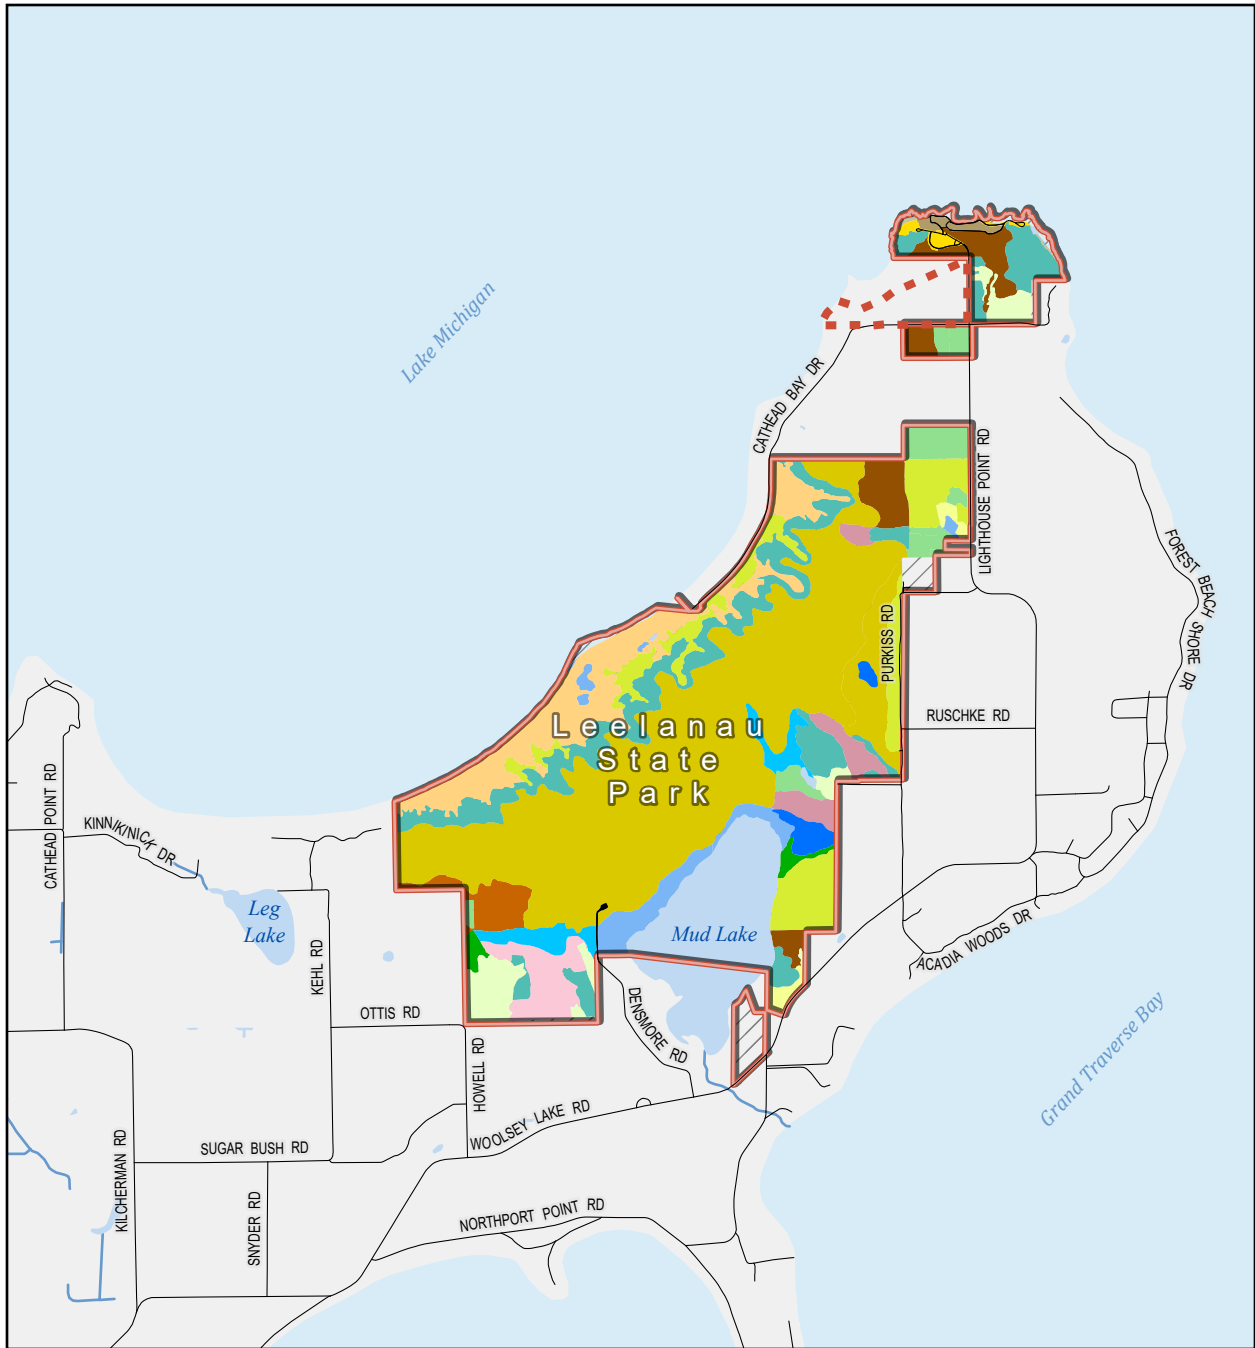 Lake Michigan
CATHEAD BAY DR
LIGHTHOUSE POINT RD
FOREST BEACH SHORE DR
PURKISS RD
RUSCHKE RD
Leelanau
State
Park
CATHEAD POINT RD
KINNIKINICK DR
Leg
Lake
KEHL RD
Mud Lake
ACADIA WOODS DR
OTTIS RD
DENSMORE RD
HOWELL RD
Grand Traverse Bay
WOOLSEY LAKE RD
SUGAR BUSH RD
KILCHERMAN RD
SNYDER RD
NORTHPORT POINT RD